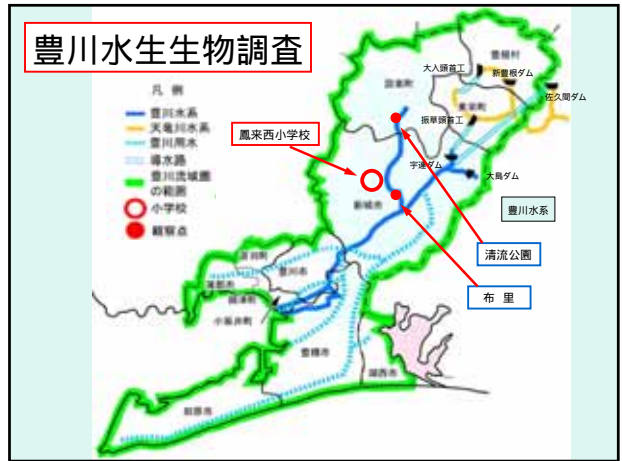 豊川水生生物調査
凡 例
豊川水系
天竜川水系
豊川用水
導水路
豊川流域圏
の範囲
小学校
観察点
鳳来西小学校
豊根村
大入頭首工
新豊根ダム
設楽町
東栄町
佐久間ダム
振草頭首工
宇連ダム
大島ダム
新城市
豊川水系
清流公園
布 里
豊川市
蒲郡市
小坂井町
豊橋市
湖西市
田原市